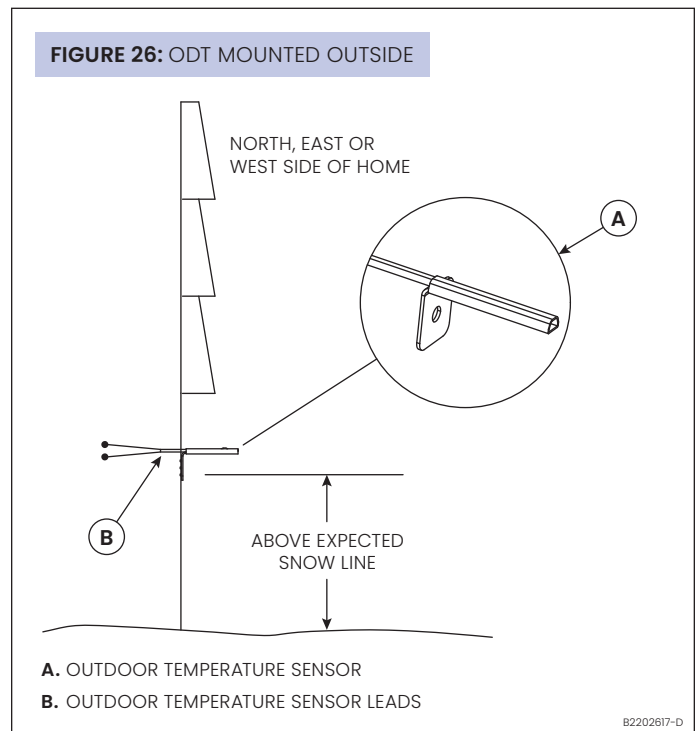 FIGURE 26: ODT MOUNTED OUTSIDE
NORTH, EAST OR
WEST SIDE OF HOME
A
B
ABOVE EXPECTED
SNOW LINE
A. OUTDOOR TEMPERATURE SENSOR
B. OUTDOOR TEMPERATURE SENSOR LEADS
B2202617-D